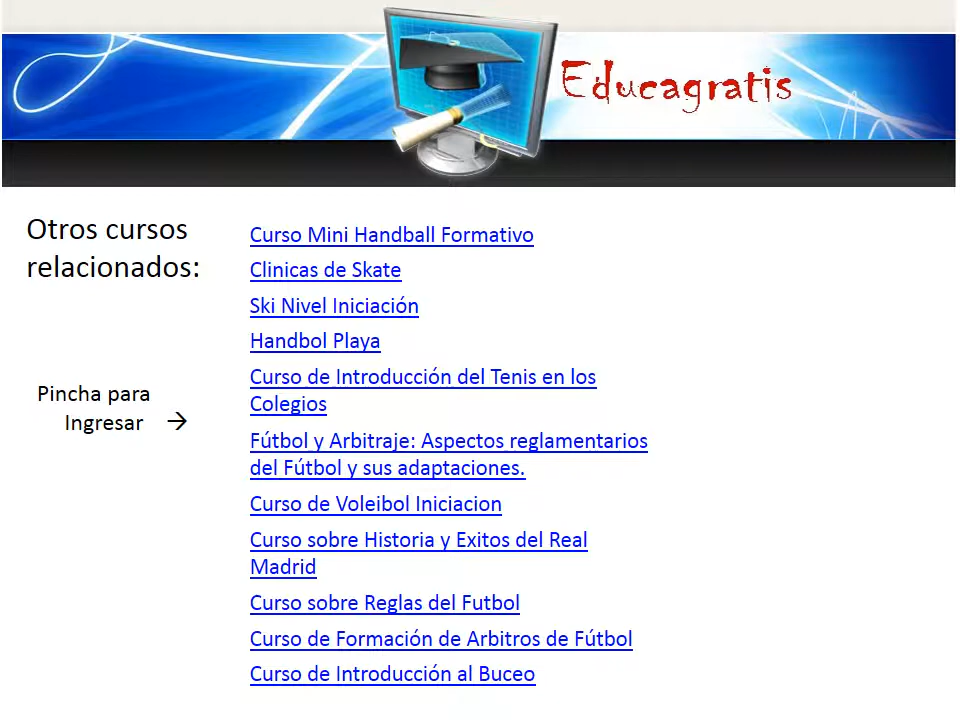 Educagratis
Otros cursos
relacionados:
Pincha para
Ingresar →
Curso Mini Handball Formativo
Clinicas de Skate
Ski Nivel Iniciación
Handbol Playa
Curso de Introducción del Tenis en los
Colegios
Fútbol y Arbitraje: Aspectos reglamentarios
del Fútbol y sus adaptaciones.
Curso de Voleibol Iniciacion
Curso sobre Historia y Exitos del Real
Madrid
Curso sobre Reglas del Futbol
Curso de Formación de Arbitros de Fútbol
Curso de Introducción al Buceo